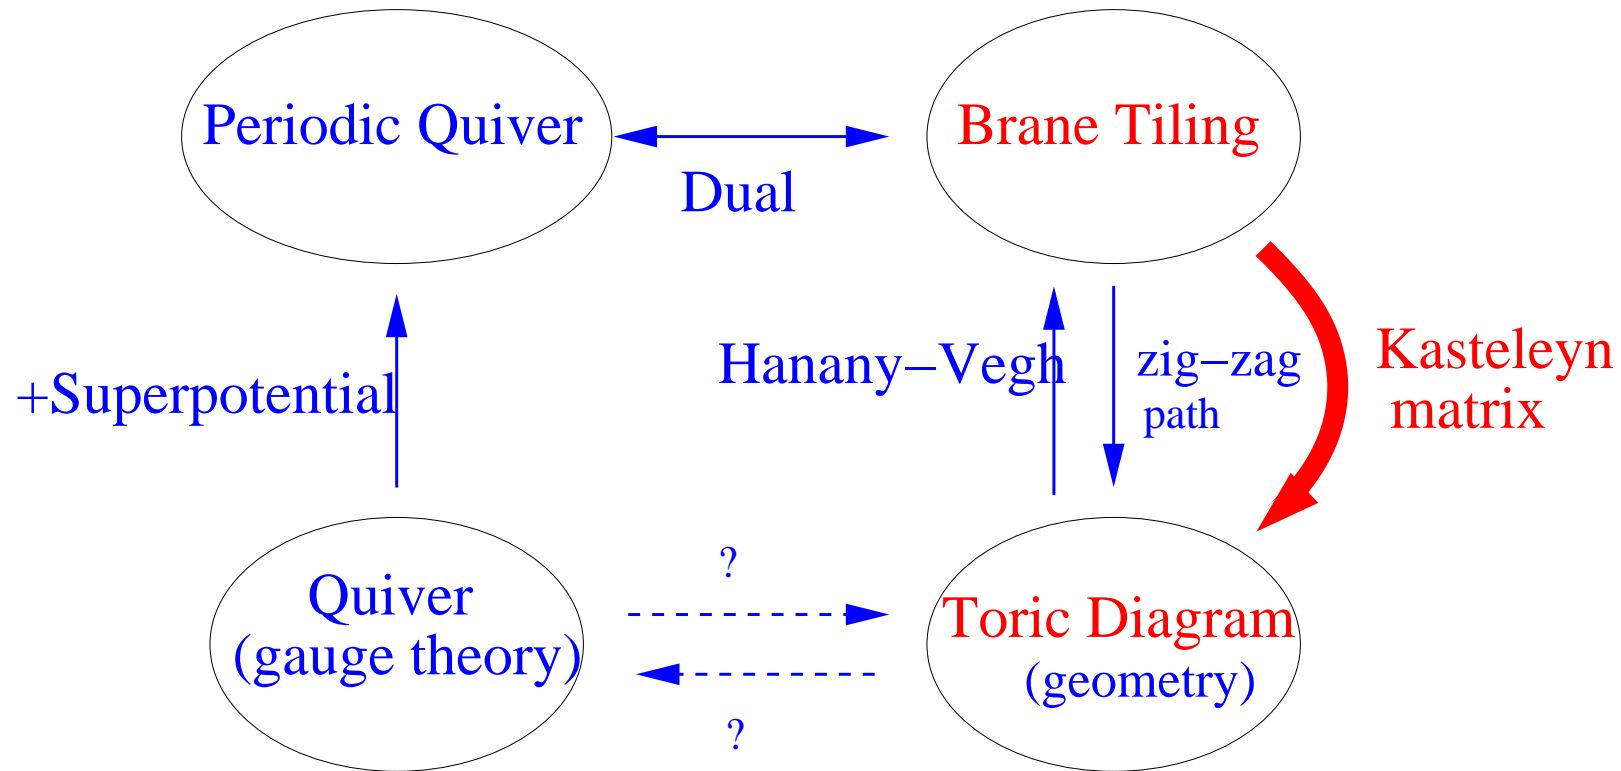 Periodic Quiver
Brane Tiling
Dual
+Superpotential
Hanany−Vegh
zig−zag
path
Kasteleyn
matrix
?
Quiver
(gauge theory)
Toric Diagram
(geometry)
?